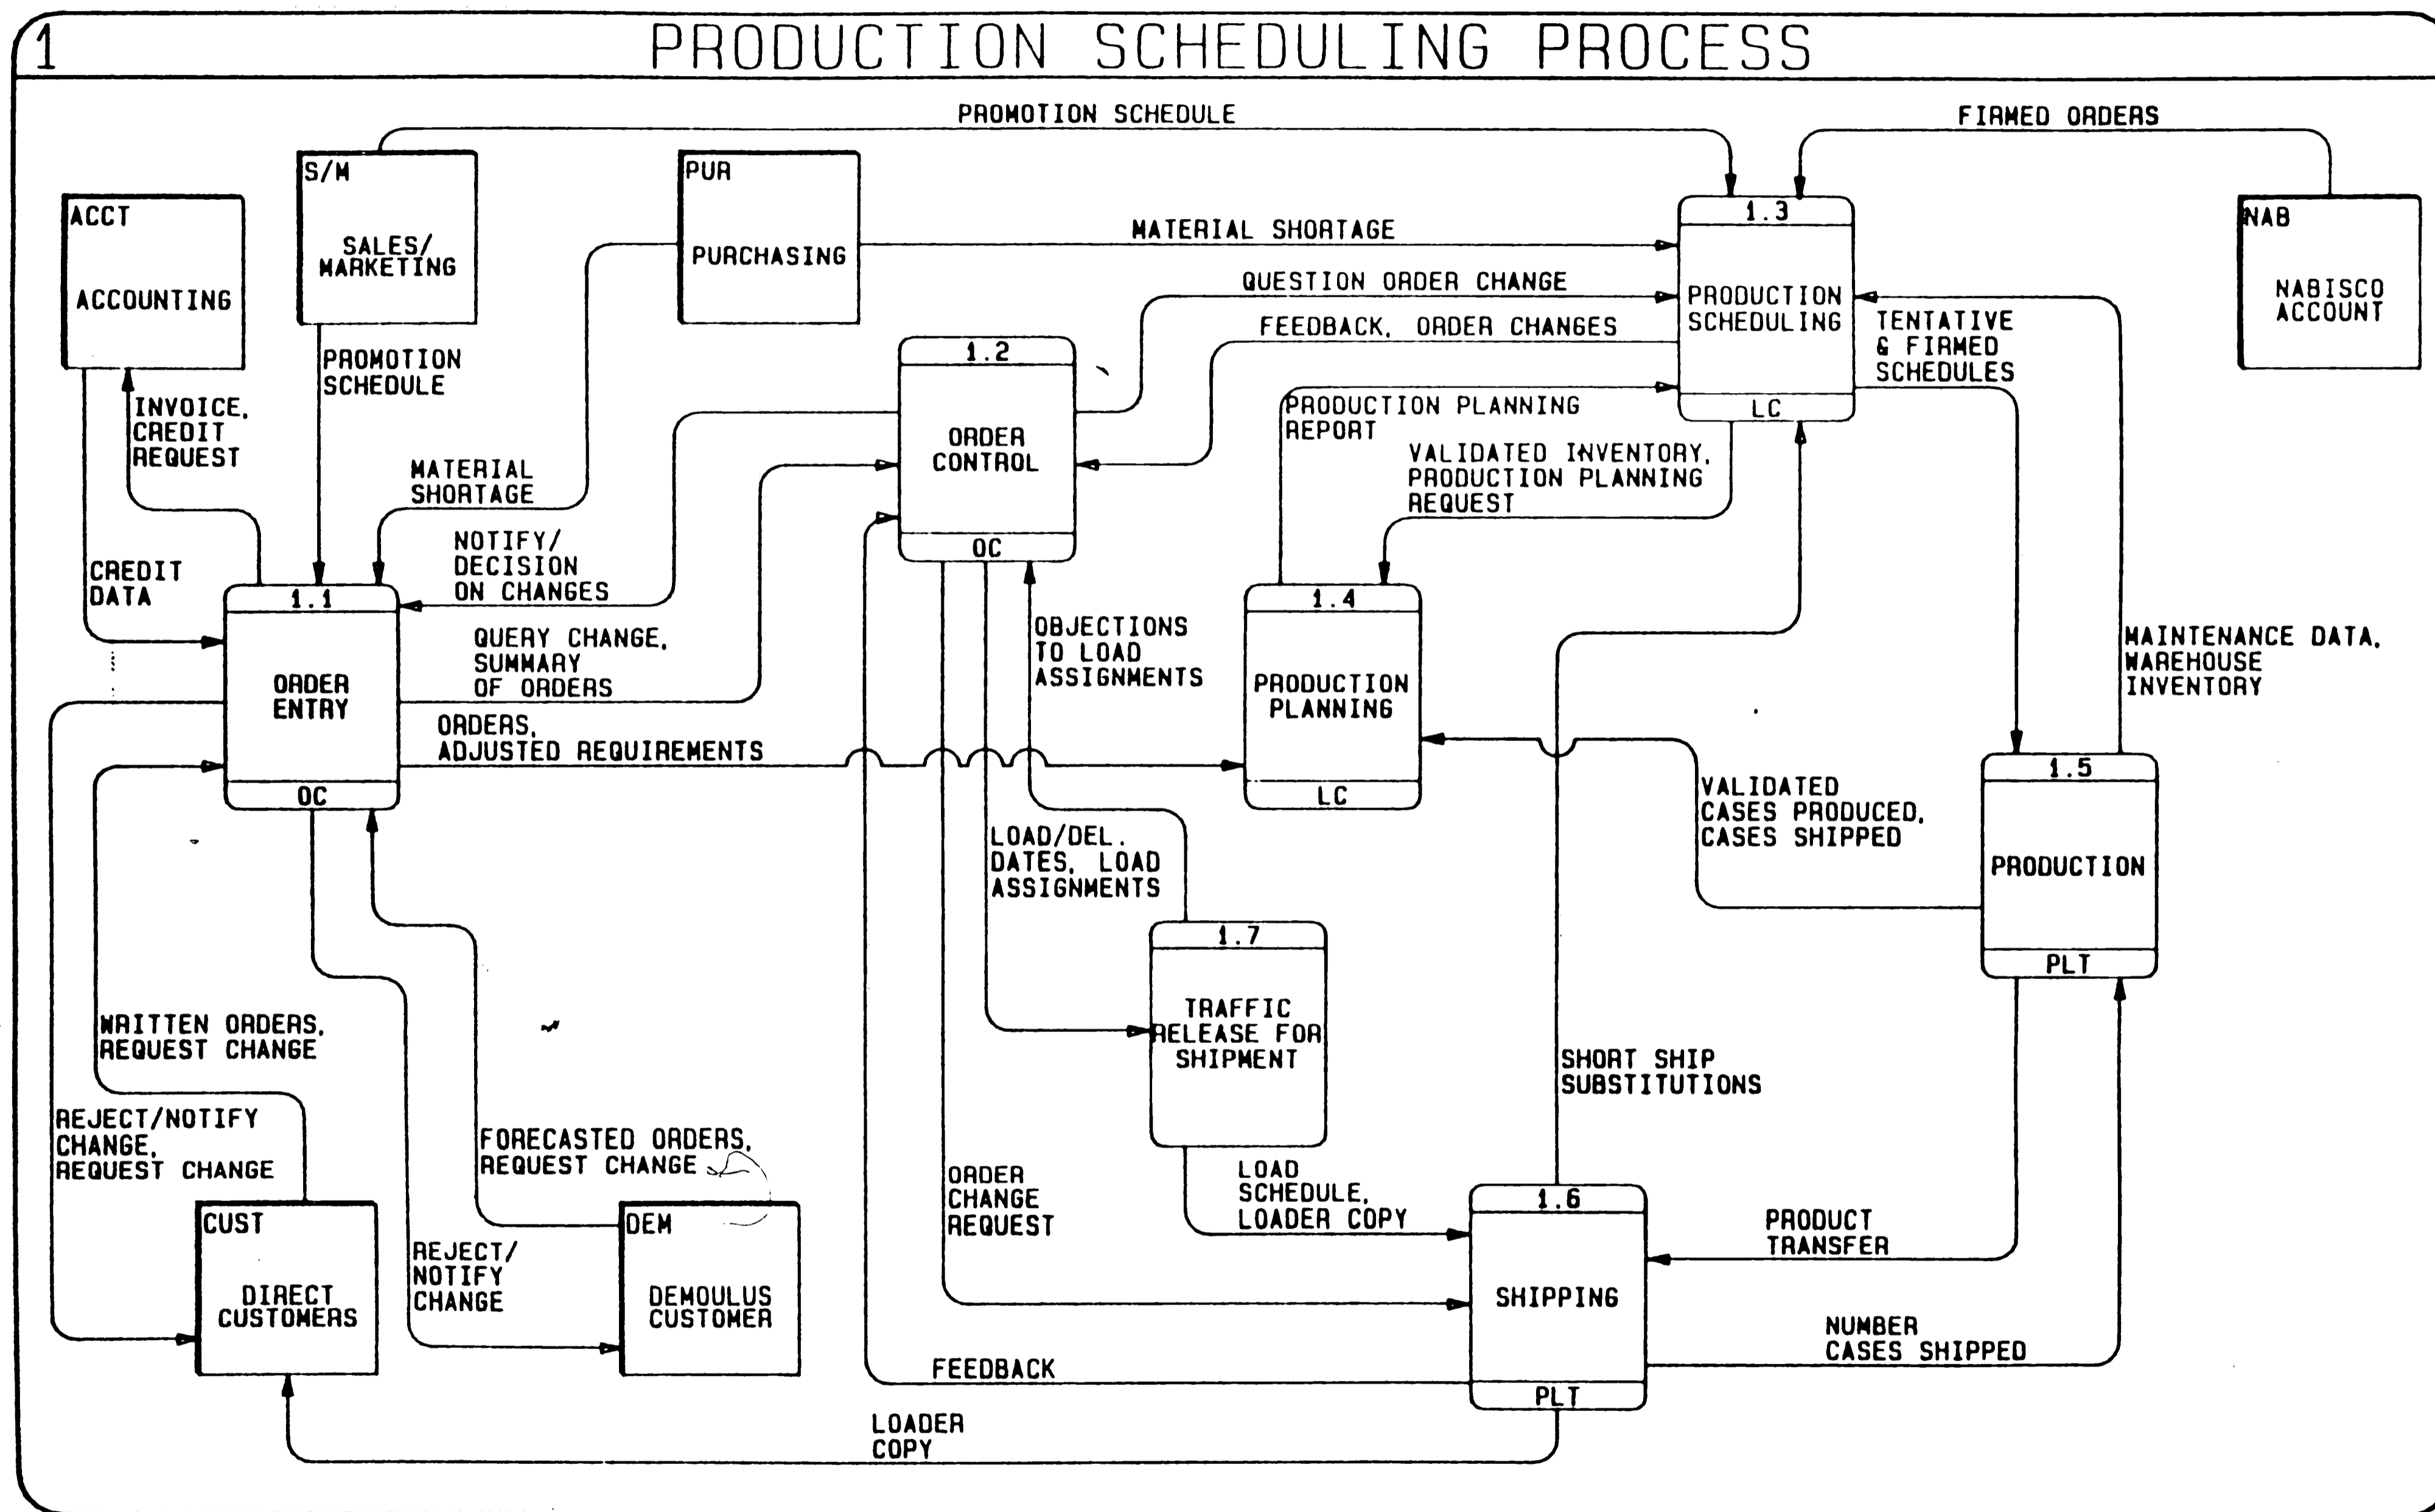 1
PRODUCTION SCHEDULING PROCESS
PROMOTION SCHEDULE
FIRMED ORDERS
S/M
SALES/
MARKETING
PUR
PURCHASING
ACCT
ACCOUNTING
NAB
NABISCO
ACCOUNT
MATERIAL SHORTAGE
1.3
PRODUCTION
SCHEDULING
LC
QUESTION ORDER CHANGE
FEEDBACK, ORDER CHANGES
TENTATIVE
& FIRMED
SCHEDULES
PROMOTION
SCHEDULE
INVOICE,
CREDIT
REQUEST
1.2
ORDER
CONTROL
OC
PRODUCTION PLANNING
REPORT
VALIDATED INVENTORY,
PRODUCTION PLANNING
REQUEST
MATERIAL
SHORTAGE
NOTIFY/
DECISION
ON CHANGES
CREDIT
DATA
1.1
ORDER
ENTRY
OC
QUERY CHANGE,
SUMMARY
OF ORDERS
ORDERS,
ADJUSTED REQUIREMENTS
OBJECTIONS
TO LOAD
ASSIGNMENTS
1.4
PRODUCTION
PLANNING
LC
MAINTENANCE DATA,
WAREHOUSE
INVENTORY
1.5
PRODUCTION
PLT
VALIDATED
CASES PRODUCED,
CASES SHIPPED
LOAD/DEL.
DATES, LOAD
ASSIGNMENTS
1.7
TRAFFIC
RELEASE FOR
SHIPMENT
WRITTEN ORDERS,
REQUEST CHANGE
SHORT SHIP
SUBSTITUTIONS
REJECT/NOTIFY
CHANGE,
REQUEST CHANGE
FORECASTED ORDERS,
REQUEST CHANGE
ORDER
CHANGE
REQUEST
LOAD
SCHEDULE,
LOADER COPY
1.6
SHIPPING
PLT
PRODUCT
TRANSFER
CUST
DIRECT
CUSTOMERS
REJECT/
NOTIFY
CHANGE
DEM
DEMOULUS
CUSTOMER
NUMBER
CASES SHIPPED
FEEDBACK
LOADER
COPY